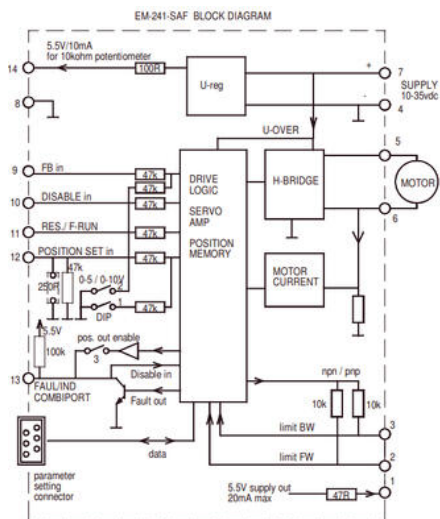 EM-241-SAF BLOCK DIAGRAM
5.5V/10mA
for 10kohm potentiometer
14
100R
U-reg
+
7
SUPPLY
10-35vdc
8
-
4
U-OVER
5
9
FB in
47k
47k
DRIVE
LOGIC
SERVO
AMP
POSITION
MEMORY
H-BRIDGE
MOTOR
10
DISABLE in
47k
6
11
RES./ F-RUN
47k
12
POSITION SET in
47k
47k
250R
0-5 / 0-10V
2
1
DIP
47k
MOTOR
CURRENT
5.5V
100k
pos. out enable
3
13
FAUL/IND
COMBIPORT
Disable in
Fault out
npn / pnp
10k
10k
limit BW
3
limit FW
2
data
parameter
setting
connector
5.5V supply out
20mA max
47R
1